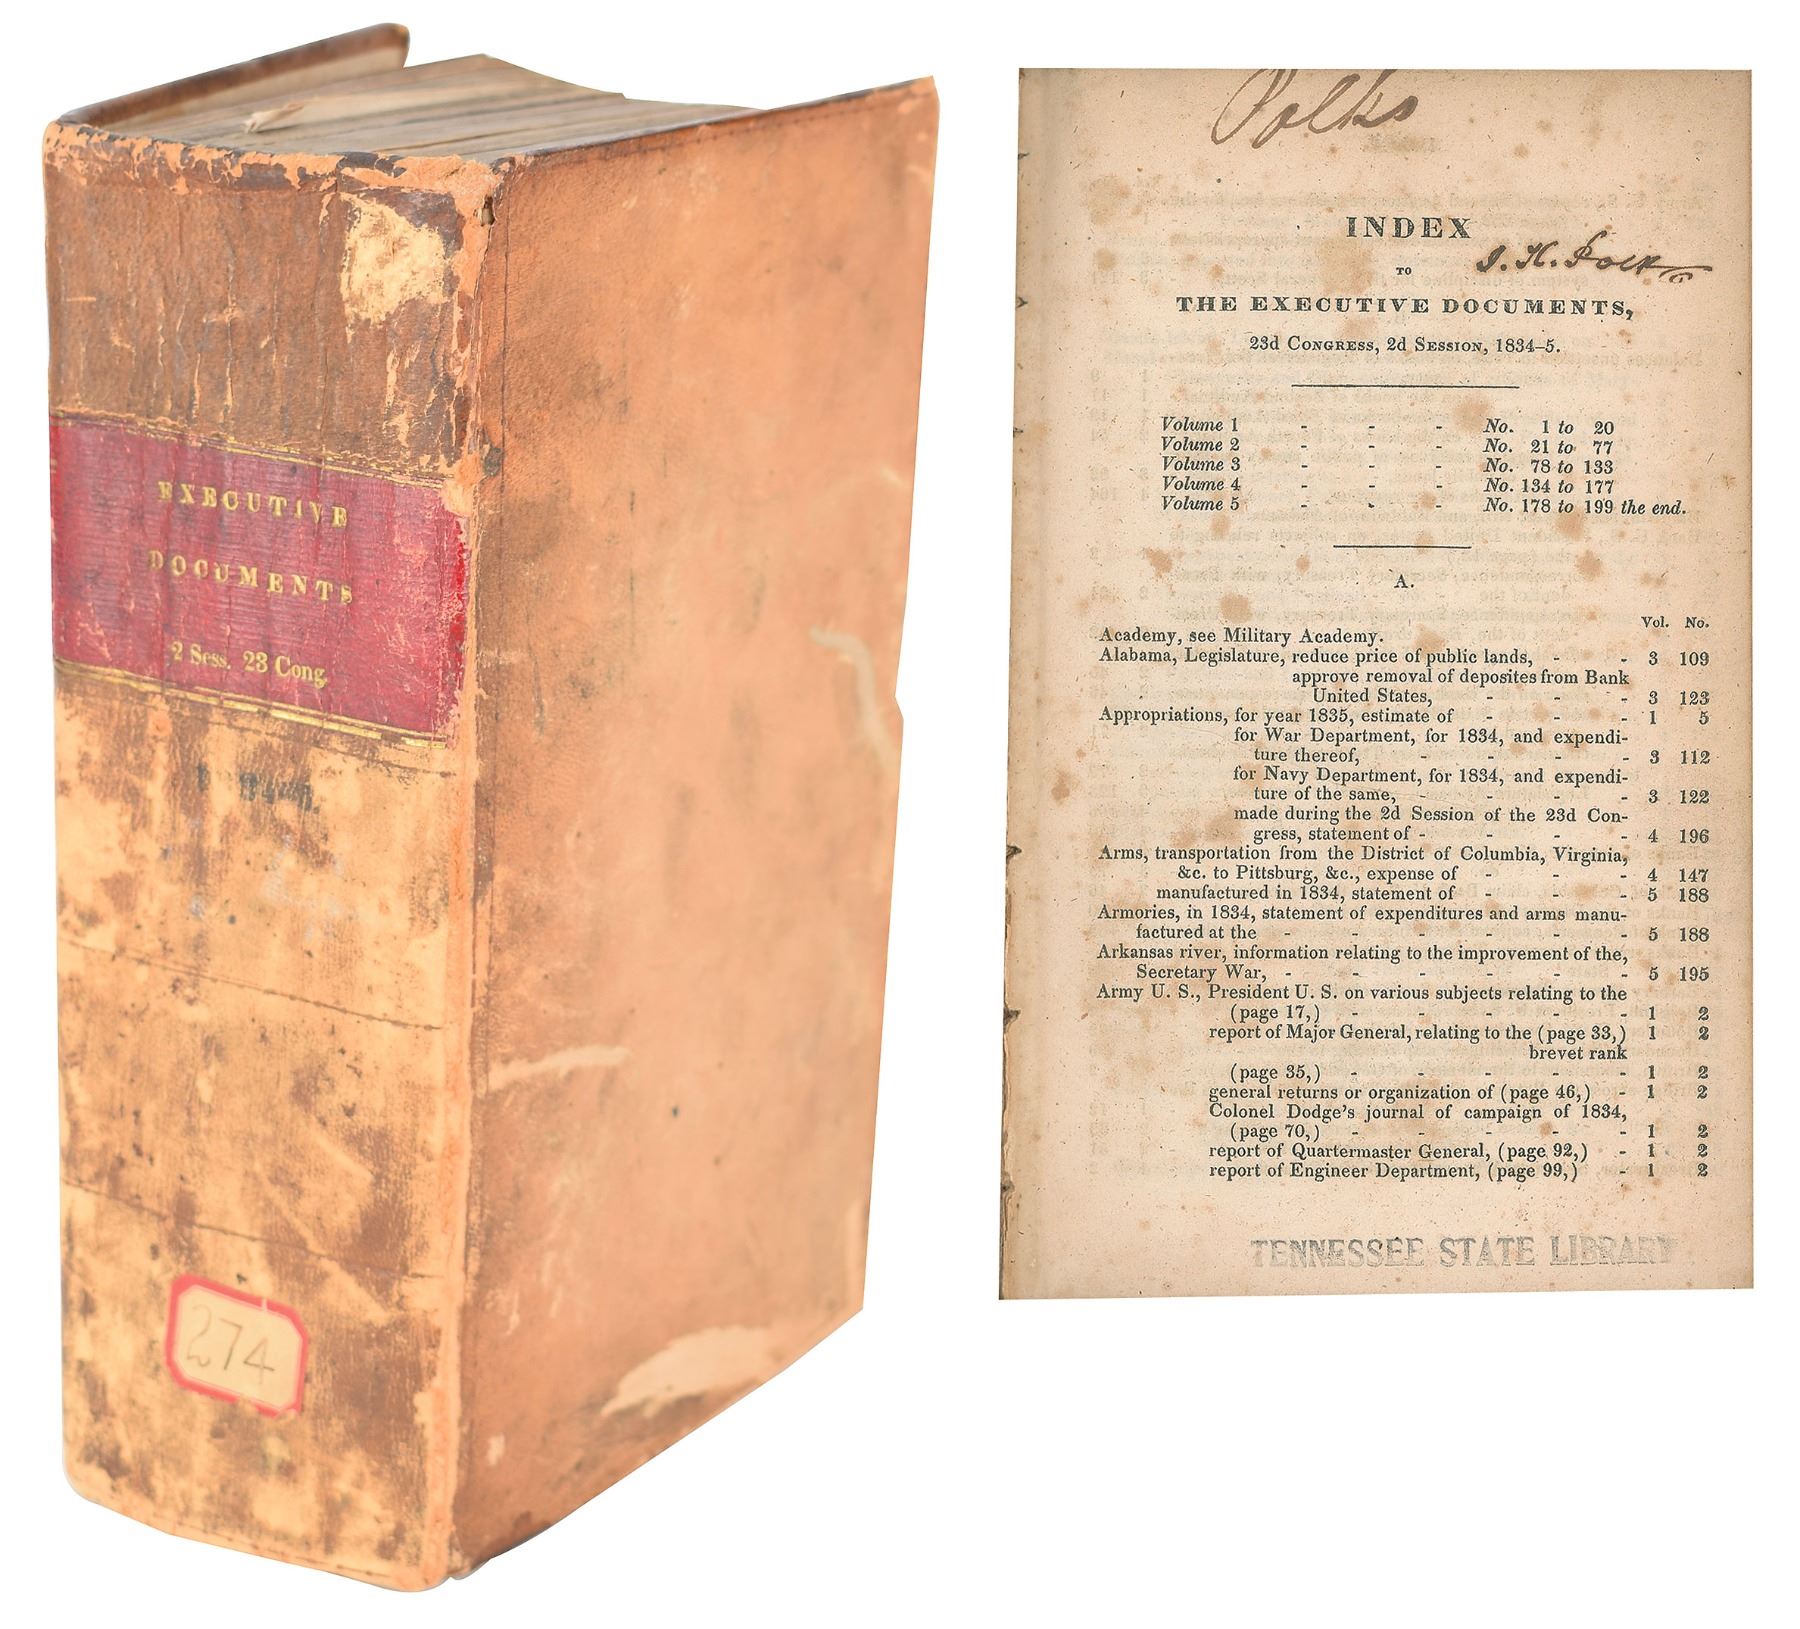 EXECUTIVE
DOCUMENTS
2 Sess. 23 Cong.
274
Polks
INDEX
TO
J. K. Polk
THE EXECUTIVE DOCUMENTS,
23d Congress, 2d Session, 1834–5.
Volume 1 - - - No. 1 to 20
Volume 2 - - - No. 21 to 77
Volume 3 - - - No. 78 to 133
Volume 4 - - - No. 134 to 177
Volume 5 - - - No. 178 to 199 the end.
A.
Vol. No.
Academy, see Military Academy.
Alabama, Legislature, reduce price of public lands, - - 3 109
approve removal of deposites from Bank
United States, - - - 3 123
Appropriations, for year 1835, estimate of - - - 1 5
for War Department, for 1834, and expendi-
ture thereof, - - - - 3 112
for Navy Department, for 1834, and expendi-
ture of the same, - - - - 3 122
made during the 2d Session of the 23d Con-
gress, statement of - - - - 4 196
Arms, transportation from the District of Columbia, Virginia,
&c. to Pittsburg, &c., expense of - - - 4 147
manufactured in 1834, statement of - - - 5 188
Armories, in 1834, statement of expenditures and arms manu-
factured at the - - - - - - 5 188
Arkansas river, information relating to the improvement of the,
Secretary War, - - - - - - 5 195
Army U. S., President U. S. on various subjects relating to the
(page 17,) - - - - - 1 2
report of Major General, relating to the (page 33,) 1 2
brevet rank
(page 35,) - - - - - 1 2
general returns or organization of (page 46,) - 1 2
Colonel Dodge's journal of campaign of 1834,
(page 70,) - - - - - 1 2
report of Quartermaster General, (page 92,) - 1 2
report of Engineer Department, (page 99,) - 1 2
TENNESSEE STATE LIBRARY